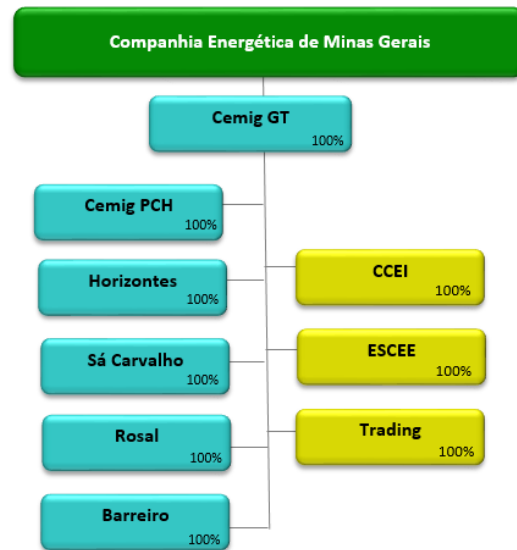 Companhia Energética de Minas Gerais
Cemig GT
100%
Cemig PCH
100%
Horizontes
100%
Sá Carvalho
100%
Rosal
100%
Barreiro
100%
CCEI
100%
ESCEE
100%
Trading
100%